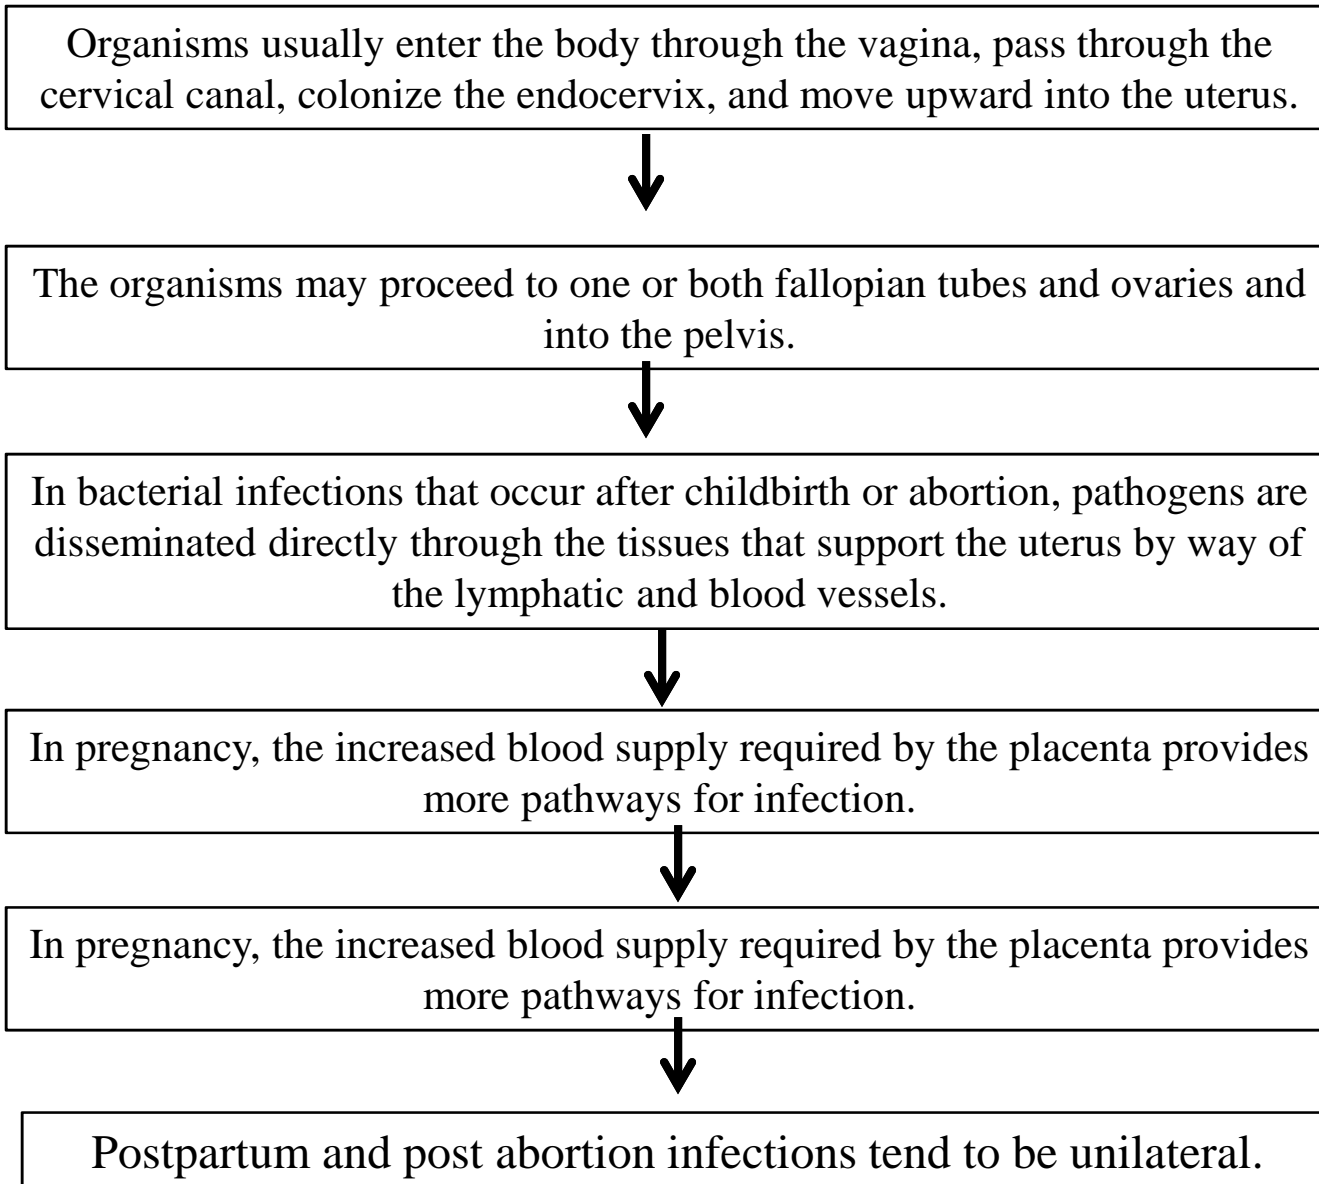 Organisms usually enter the body through the vagina, pass through the
cervical canal, colonize the endocervix, and move upward into the uterus.
The organisms may proceed to one or both fallopian tubes and ovaries and
into the pelvis.
In bacterial infections that occur after childbirth or abortion, pathogens are
disseminated directly through the tissues that support the uterus by way of
the lymphatic and blood vessels.
In pregnancy, the increased blood supply required by the placenta provides
more pathways for infection.
In pregnancy, the increased blood supply required by the placenta provides
more pathways for infection.
Postpartum and post abortion infections tend to be unilateral.